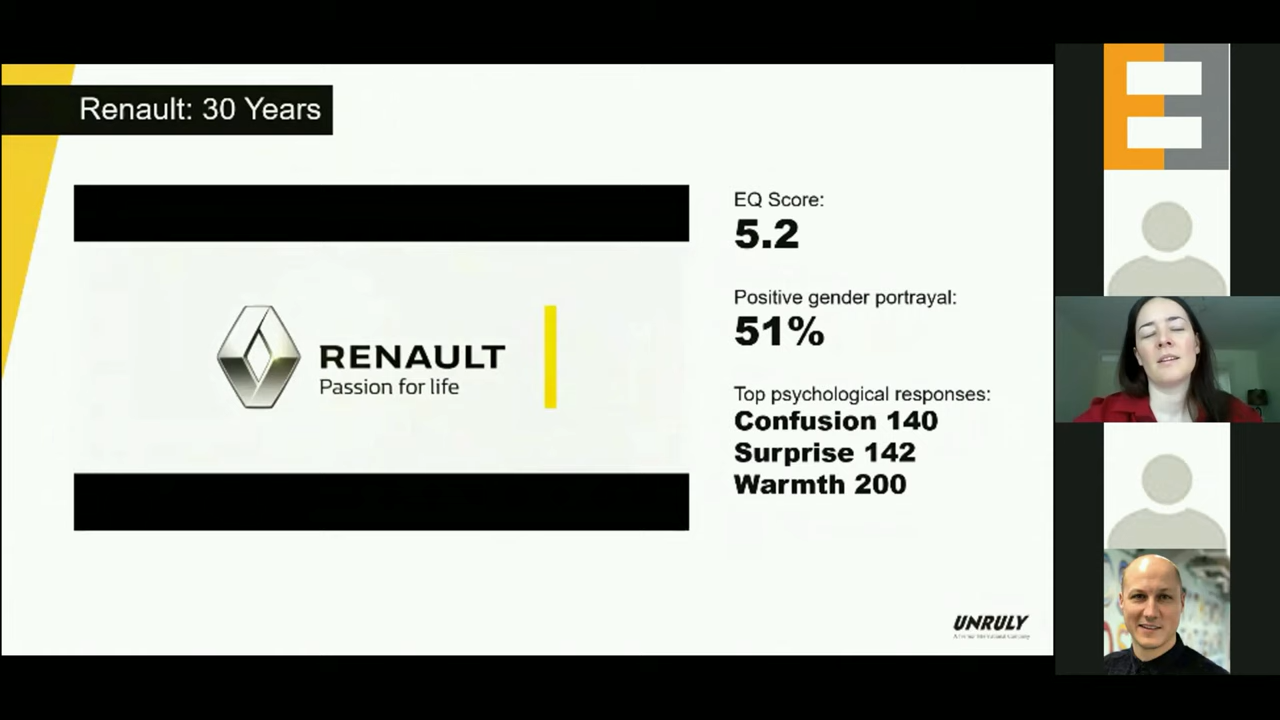 Renault: 30 Years
RENAULT
Passion for life
EQ Score:
5.2
Positive gender portrayal:
51%
Top psychological responses:
Confusion 140
Surprise 142
Warmth 200
UNRULY